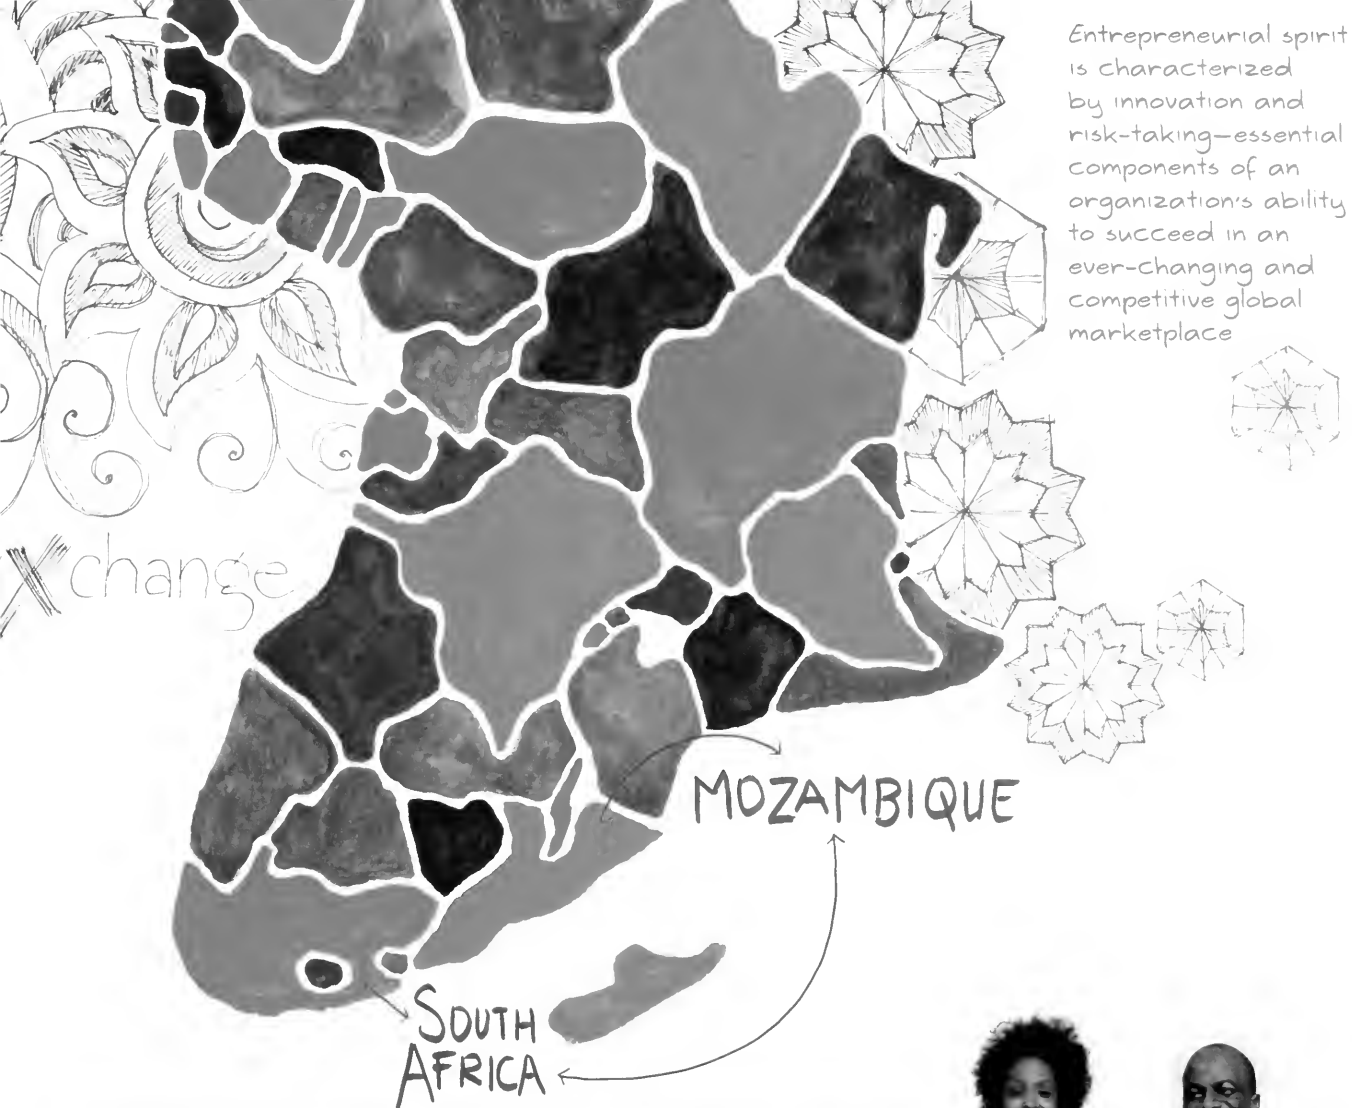 Entrepreneurial spirit
is characterized
by innovation and
risk-taking—essential
components of an
organization's ability
to succeed in an
ever-changing and
competitive global
marketplace
Xchange
MOZAMBIQUE
SOUTH
AFRICA